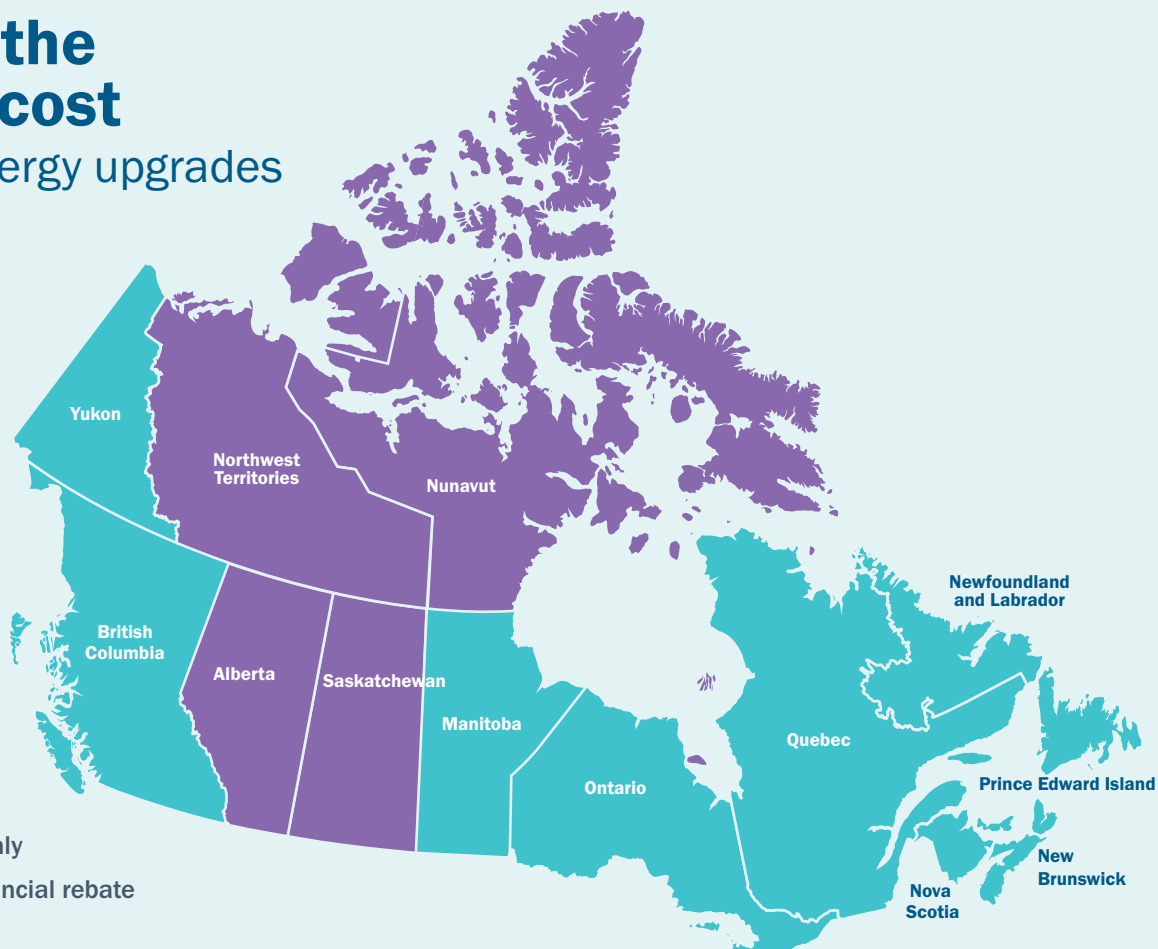 the
cost
ergy upgrades
Yukon
Northwest
Territories
Nunavut
British
Columbia
Alberta
Saskatchewan
Manitoba
Ontario
Quebec
Newfoundland
and Labrador
Prince Edward Island
New
Brunswick
Nova
Scotia
ly
ncial rebate